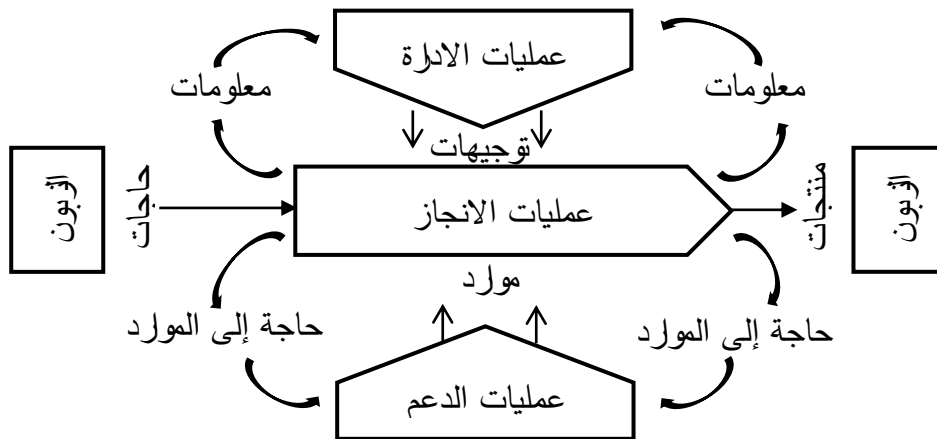 عمليات الادارة
معلومات
معلومات
توجيهات
الزبون
حاجات
عمليات الانجاز
منتجات
الزبون
موارد
حاجة إلى الموارد
حاجة إلى الموارد
عمليات الدعم